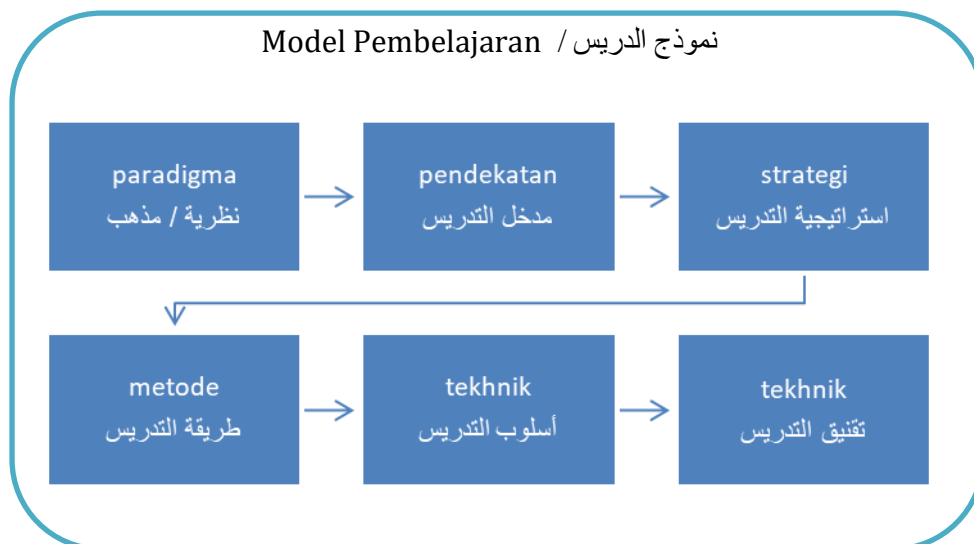 Model Pembelajaran / نموذج الدريس
paradigma
نظرية / مذهب
pendekatan
مدخل التدريس
strategi
استراتيجية التدريس
metode
طريقة التدريس
tekhnik
أسلوب التدريس
tekhnik
تقنيق التدريس